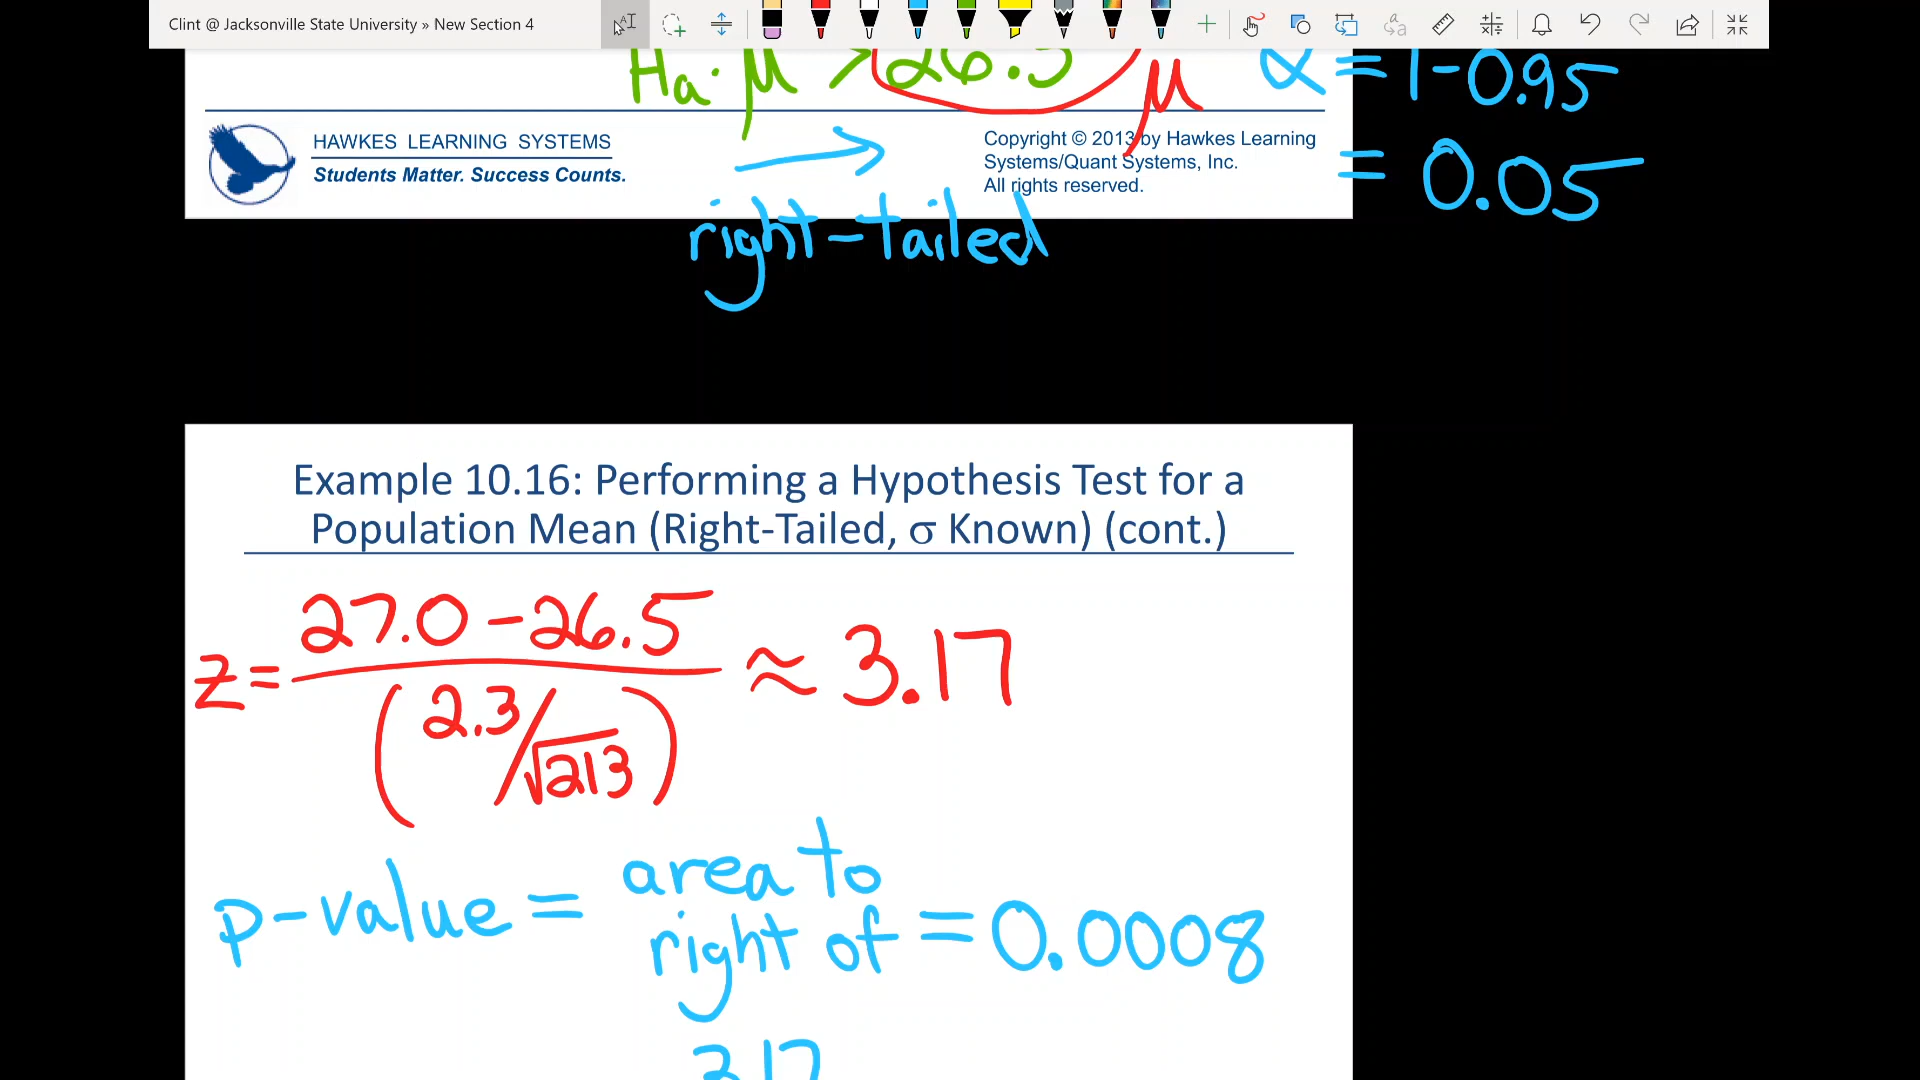 Clint @ Jacksonville State University » New Section 4
Ha: μ > 26.5
μ
α = 1 - 0.95
= 0.05
HAWKES LEARNING SYSTEMS
Students Matter. Success Counts.
Copyright © 2013 by Hawkes Learning
Systems/Quant Systems, Inc.
All rights reserved.
right-tailed
Example 10.16: Performing a Hypothesis Test for a
Population Mean (Right-Tailed, σ Known) (cont.)
z = 27.0 - 26.5 / (2.3/√213) ≈ 3.17
p-value = area to right of 3.17 = 0.0008